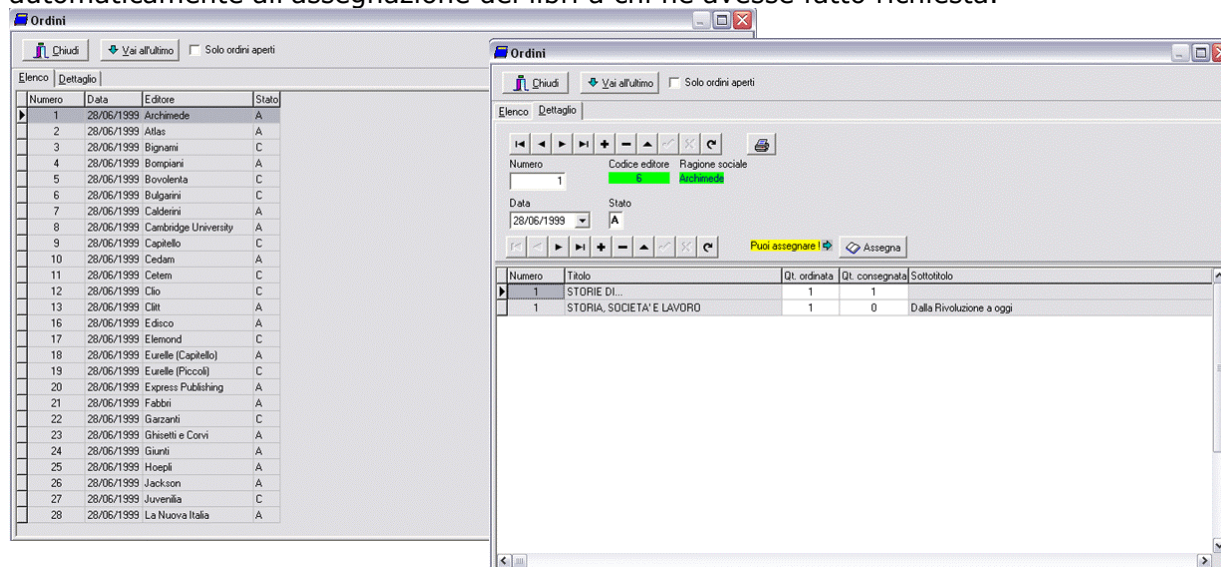 automaticamente all'assegnazione dei libri a chi ne avesse fatto richiesta.
Ordini
Chiudi Vai all'ultimo Solo ordini aperti
Elenco Dettaglio
Numero Data Editore Stato
1 28/06/1999 Archimede A
2 28/06/1999 Atlas A
3 28/06/1999 Bignami C
4 28/06/1999 Bompiani A
5 28/06/1999 Bovolenta C
6 28/06/1999 Bulgarini C
7 28/06/1999 Calderini A
8 28/06/1999 Cambridge University A
9 28/06/1999 Capitello C
10 28/06/1999 Cedam A
11 28/06/1999 Cetem C
12 28/06/1999 Clio C
13 28/06/1999 Clitt A
16 28/06/1999 Edisco A
17 28/06/1999 Elemond C
18 28/06/1999 Eurelle (Capitello) A
19 28/06/1999 Eurelle (Piccoli) C
20 28/06/1999 Express Publishing A
21 28/06/1999 Fabbri A
22 28/06/1999 Garzanti C
23 28/06/1999 Ghisetti e Corvi A
24 28/06/1999 Giunti A
25 28/06/1999 Hoepli A
26 28/06/1999 Jackson A
27 28/06/1999 Juvenilia C
28 28/06/1999 La Nuova Italia A
Ordini
Chiudi Vai all'ultimo Solo ordini aperti
Elenco Dettaglio
Numero Codice editore Ragione sociale
1 6 Archimede
Data Stato
28/06/1999 A
Puoi assegnare ! Assegna
Numero Titolo Qt. ordinata Qt. consegnata Sottotitolo
1 STORIE DI... 1 1
1 STORIA, SOCIETA' E LAVORO 1 0 Dalla Rivoluzione a oggi